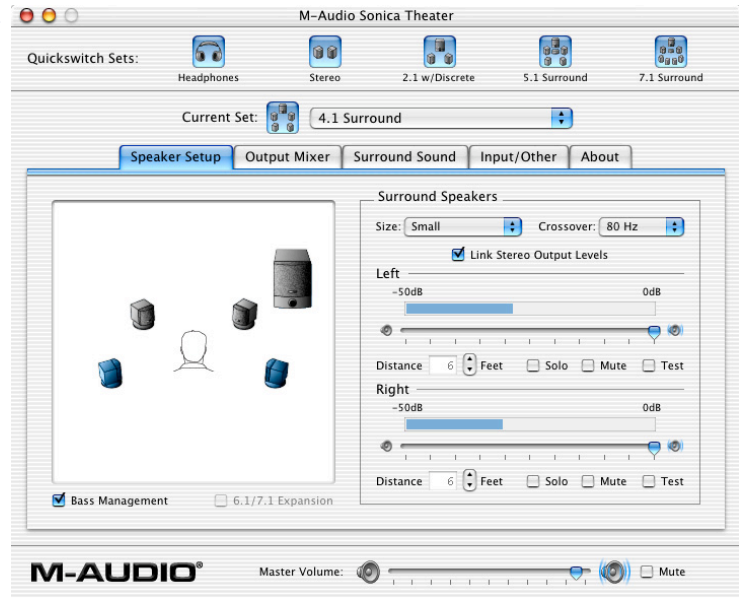 M-Audio Sonica Theater
Quickswitch Sets:
Headphones
Stereo
2.1 w/Discrete
5.1 Surround
7.1 Surround
Current Set:
4.1 Surround
Speaker Setup
Output Mixer
Surround Sound
Input/Other
About
Surround Speakers
Size: Small
Crossover: 80 Hz
Link Stereo Output Levels
Left
-50dB 0dB
Distance 6 Feet Solo Mute Test
Right
-50dB 0dB
Distance 6 Feet Solo Mute Test
Bass Management
6.1/7.1 Expansion
M-AUDIO®
Master Volume:
Mute